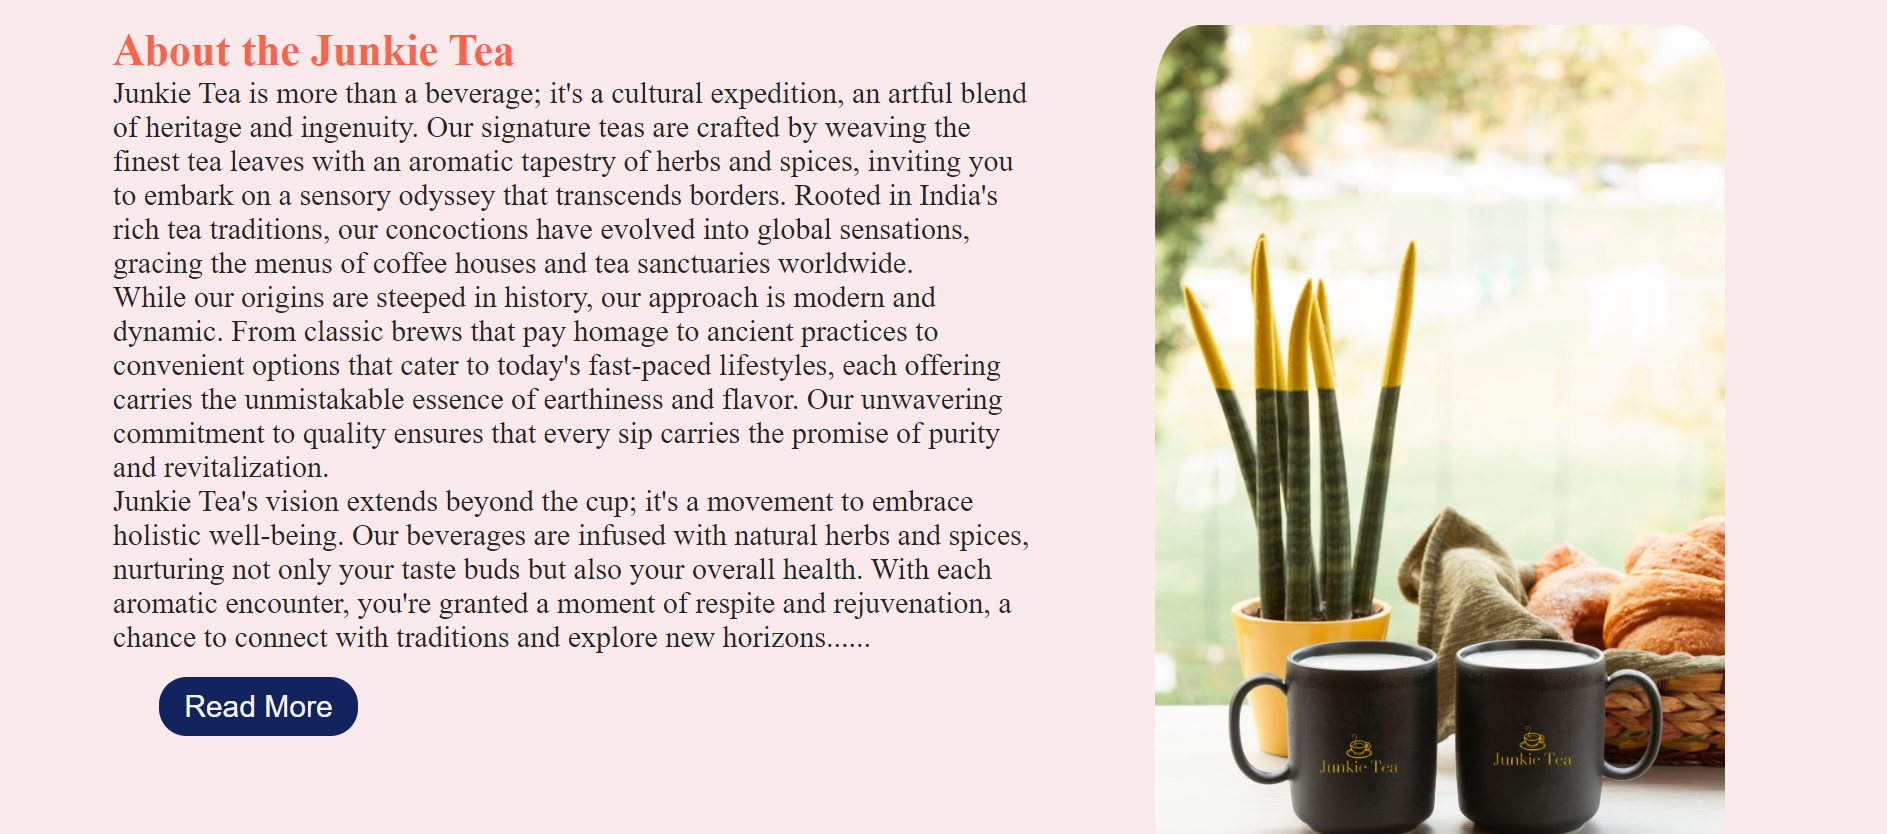 About the Junkie Tea
Junkie Tea is more than a beverage; it's a cultural expedition, an artful blend
of heritage and ingenuity. Our signature teas are crafted by weaving the
finest tea leaves with an aromatic tapestry of herbs and spices, inviting you
to embark on a sensory odyssey that transcends borders. Rooted in India's
rich tea traditions, our concoctions have evolved into global sensations,
gracing the menus of coffee houses and tea sanctuaries worldwide.
While our origins are steeped in history, our approach is modern and
dynamic. From classic brews that pay homage to ancient practices to
convenient options that cater to today's fast-paced lifestyles, each offering
carries the unmistakable essence of earthiness and flavor. Our unwavering
commitment to quality ensures that every sip carries the promise of purity
and revitalization.
Junkie Tea's vision extends beyond the cup; it's a movement to embrace
holistic well-being. Our beverages are infused with natural herbs and spices,
nurturing not only your taste buds but also your overall health. With each
aromatic encounter, you're granted a moment of respite and rejuvenation, a
chance to connect with traditions and explore new horizons......
Read More
Junkie Tea
Junkie Tea